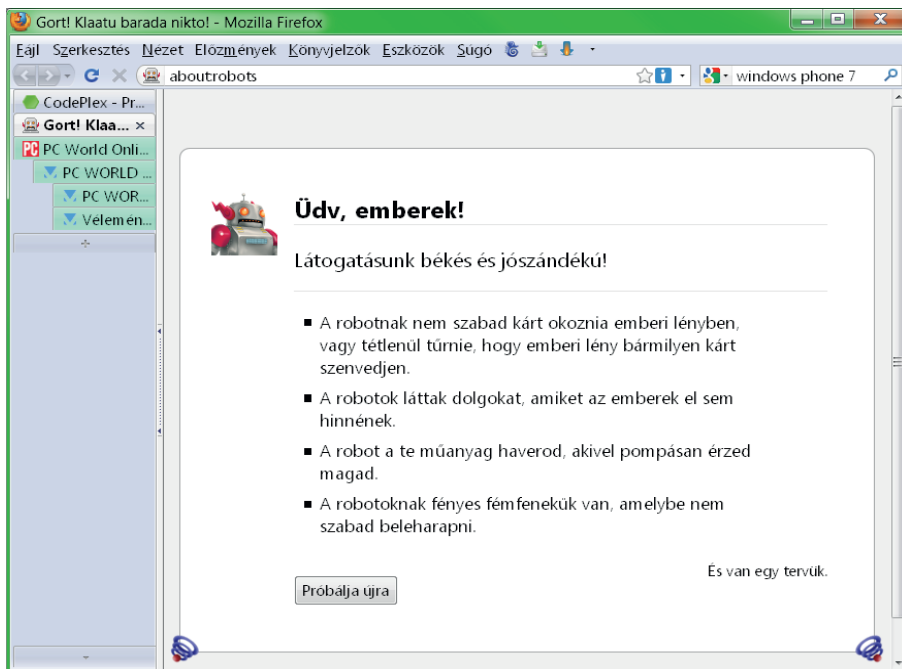 Gort! Klaatu barada nikto! - Mozilla Firefox
Fájl Szerkesztés Nézet Előzmények Könyvjelzők Eszközök Súgó
about:robots
windows phone 7
CodePlex - Pr...
Gort! Klaa...
PC World Onli...
PC WORLD ...
PC WOR...
Vélemén...
Üdv, emberek!
Látogatásunk békés és jószándékú!
A robotnak nem szabad kárt okoznia emberi lényben,
vagy tétlenül tűrnie, hogy emberi lény bármilyen kárt
szenvedjen.
A robotok láttak dolgokat, amiket az emberek el sem
hinnének.
A robot a te műanyag haverod, akivel pompásan érzed
magad.
A robotoknak fényes fémfenekük van, amelybe nem
szabad beleharapni.
És van egy tervük.
Próbálja újra